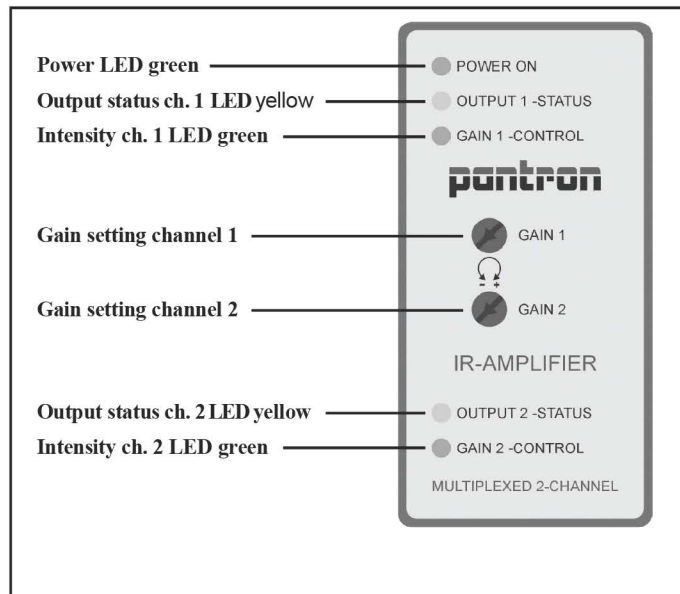 Power LED green
POWER ON
Output status ch. 1 LED yellow
OUTPUT 1 -STATUS
Intensity ch. 1 LED green
GAIN 1 -CONTROL
pantron
Gain setting channel 1
GAIN 1
- +
Gain setting channel 2
GAIN 2
IR-AMPLIFIER
Output status ch. 2 LED yellow
OUTPUT 2 -STATUS
Intensity ch. 2 LED green
GAIN 2 -CONTROL
MULTIPLEXED 2-CHANNEL